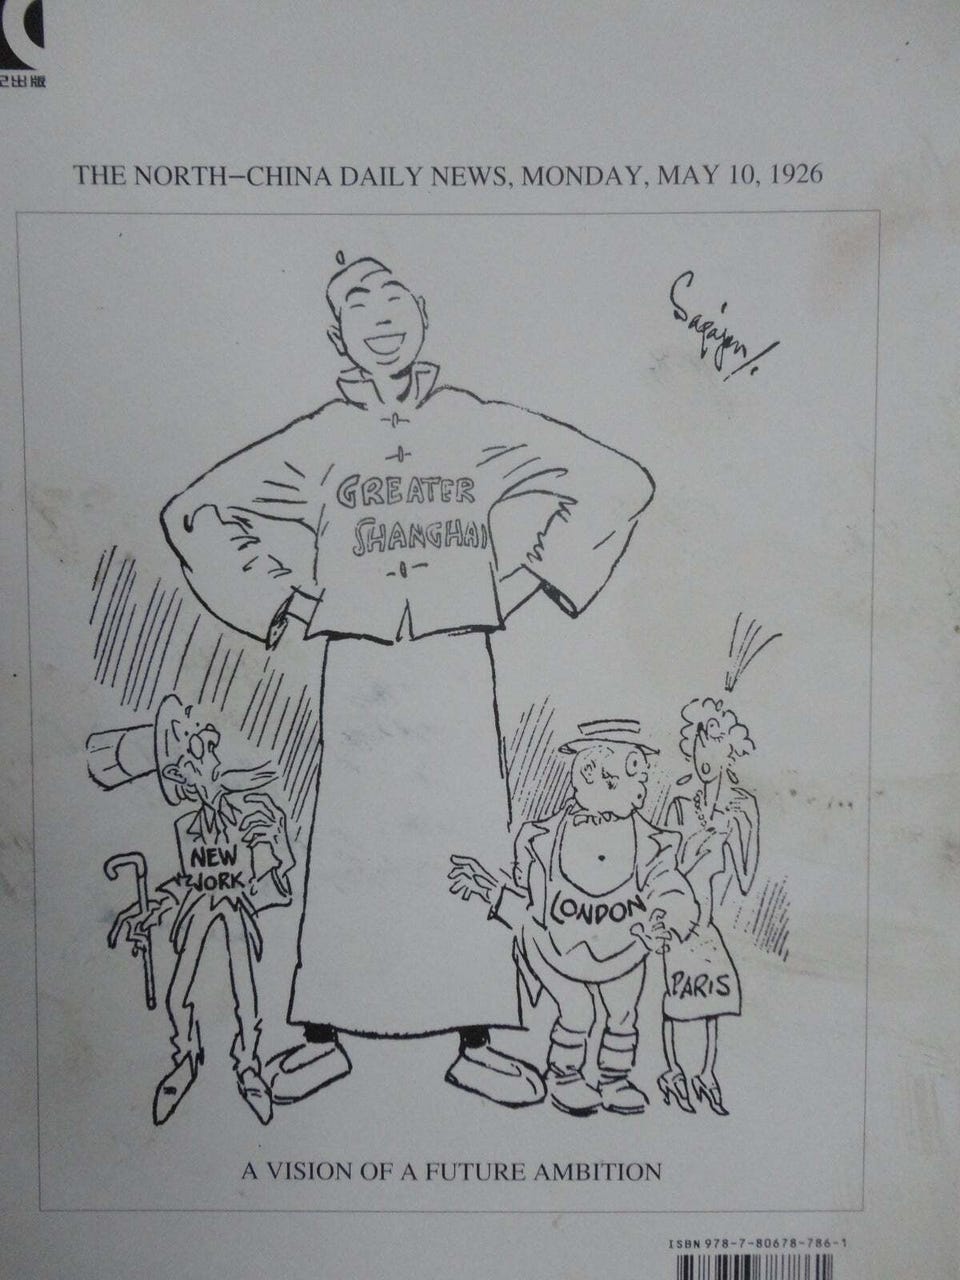 出版
THE NORTH–CHINA DAILY NEWS, MONDAY, MAY 10, 1926
Sapajou
GREATER
SHANGHAI
NEW
YORK
LONDON
PARIS
A VISION OF A FUTURE AMBITION
ISBN 978-7-80678-786-1